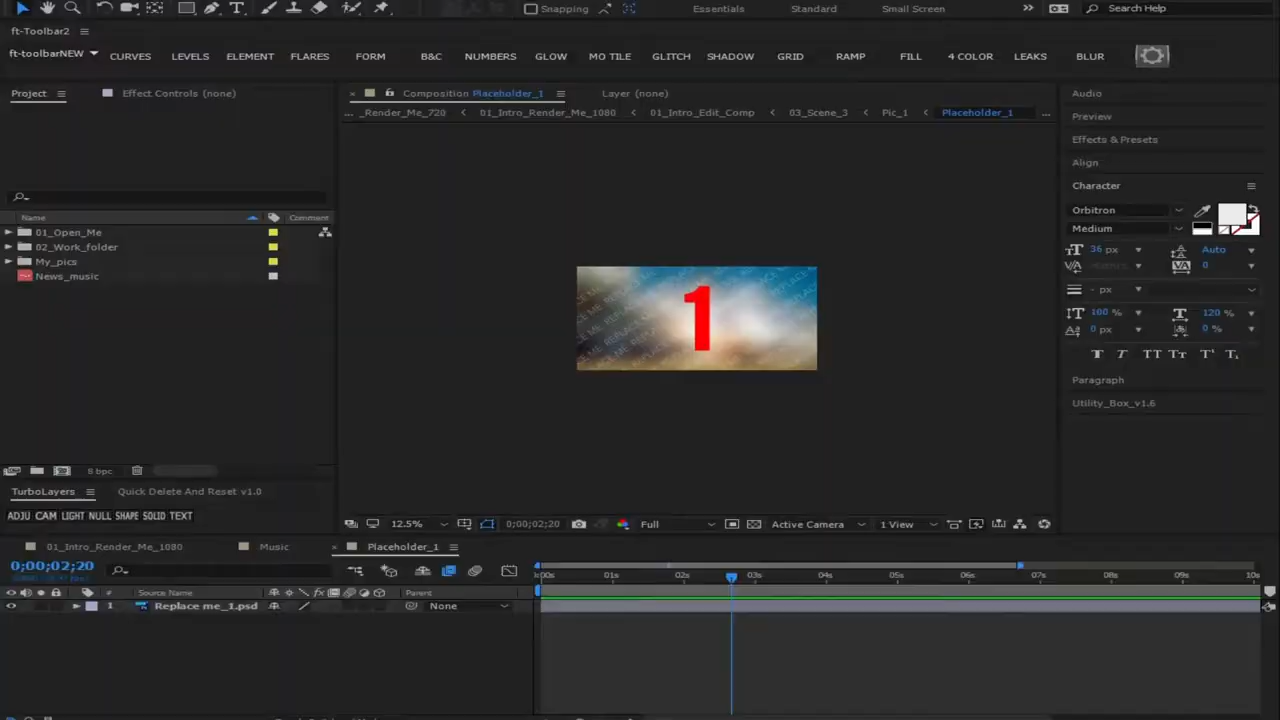 Snapping
Essentials
Standard
Small Screen
Search Help
ft-Toolbar2
ft-toolbarNEW
CURVES
LEVELS
ELEMENT
FLARES
FORM
B&C
NUMBERS
GLOW
MO TILE
GLITCH
SHADOW
GRID
RAMP
FILL
4 COLOR
LEAKS
BLUR
Project
Effect Controls (none)
Composition Placeholder_1
Layer (none)
... _Render_Me_720
01_Intro_Render_Me_1080
01_Intro_Edit_Comp
03_Scene_3
Pic_1
Placeholder_1
...
Audio
Preview
Effects & Presets
Align
Character
Orbitron
Medium
36 px
Auto
0
- px
100 %
120 %
0 px
0 %
Paragraph
Utility_Box_v1.6
Name
Comment
01_Open_Me
02_Work_folder
My_pics
News_music
1
REPLACE ME REPLACE ME
8 bpc
12.5%
0;00;02;20
Full
Active Camera
1 View
TurboLayers
Quick Delete And Reset v1.0
ADJU CAM LIGHT NULL SHAPE SOLID TEXT
01_Intro_Render_Me_1080
Music
Placeholder_1
0;00;02;20
# Source Name
Parent
1 Replace me_1.psd
None
:00s 01s 02s 03s 04s 05s 06s 07s 08s 09s 10s